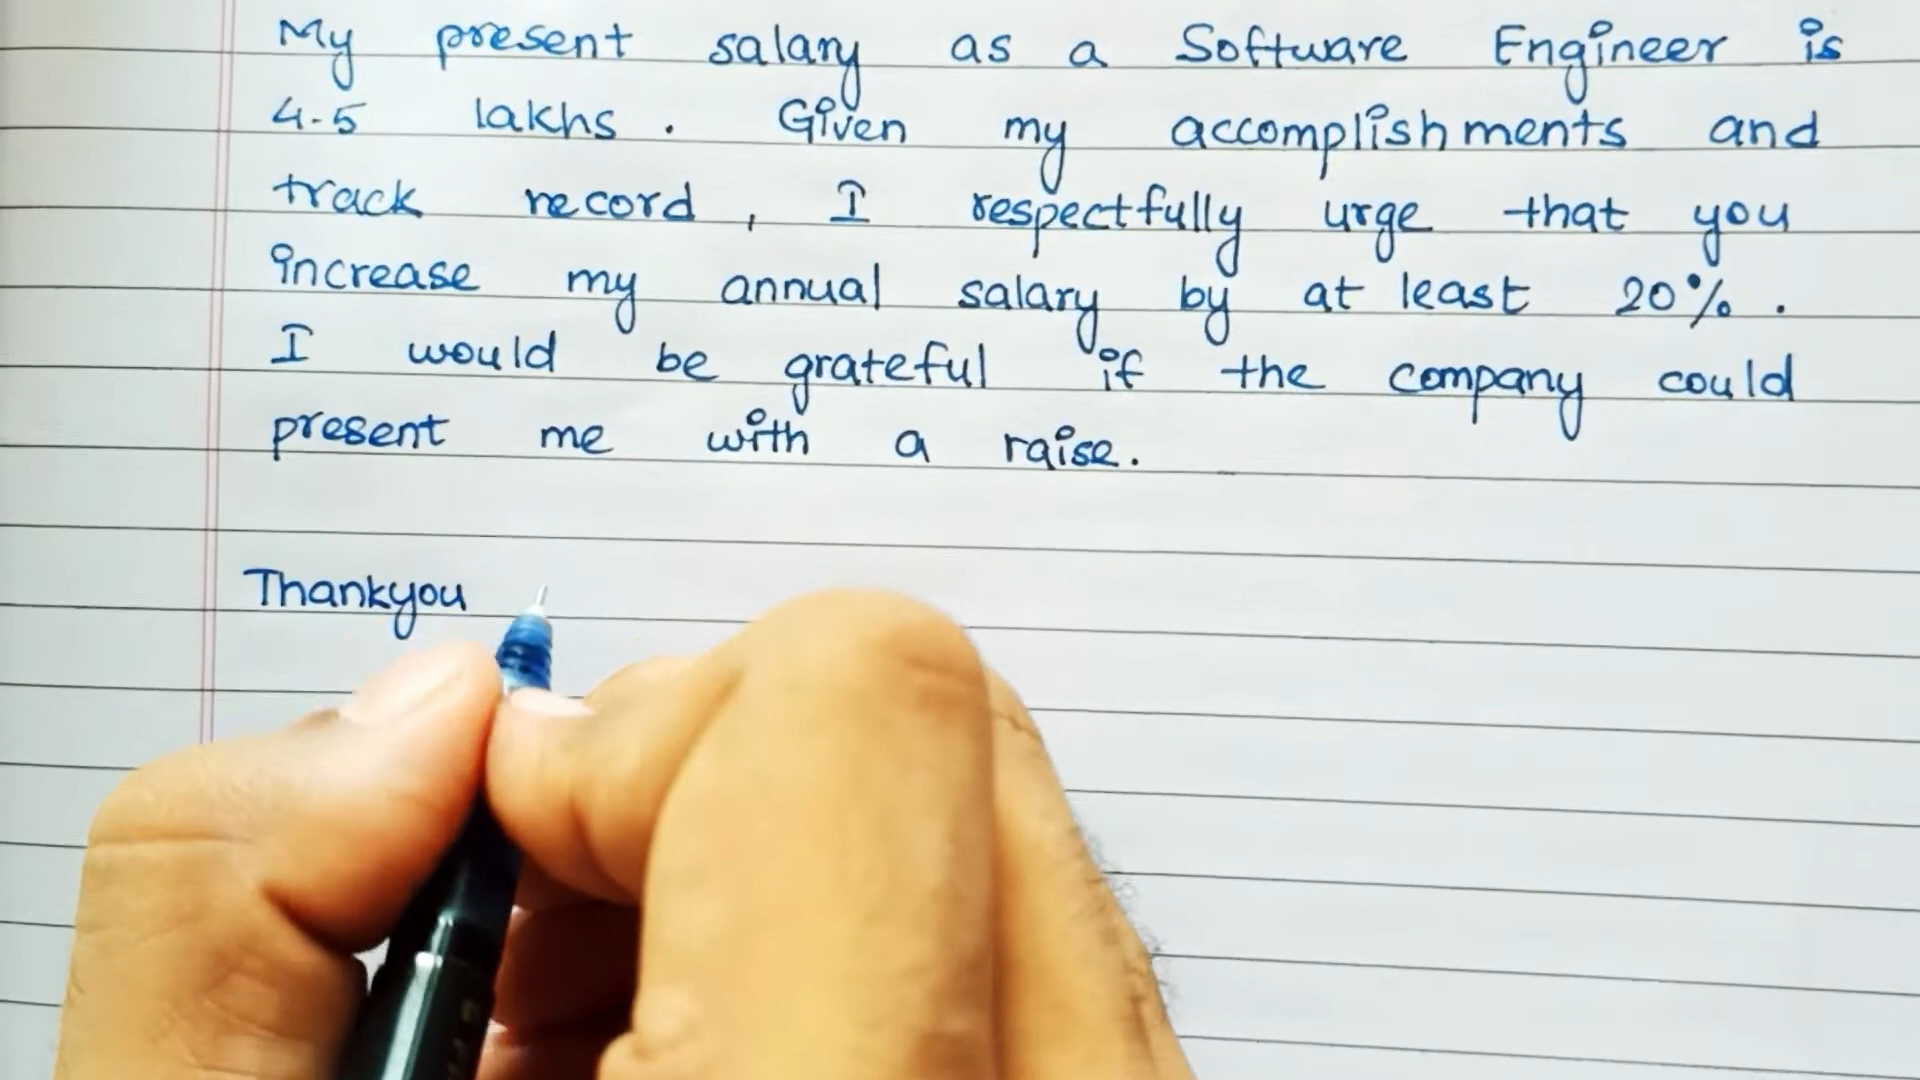 My present salary as a Software Engineer is
4.5 lakhs. Given my accomplishments and
track record, I respectfully urge that you
increase my annual salary by at least 20%.
I would be grateful if the company could
present me with a raise.
Thankyou